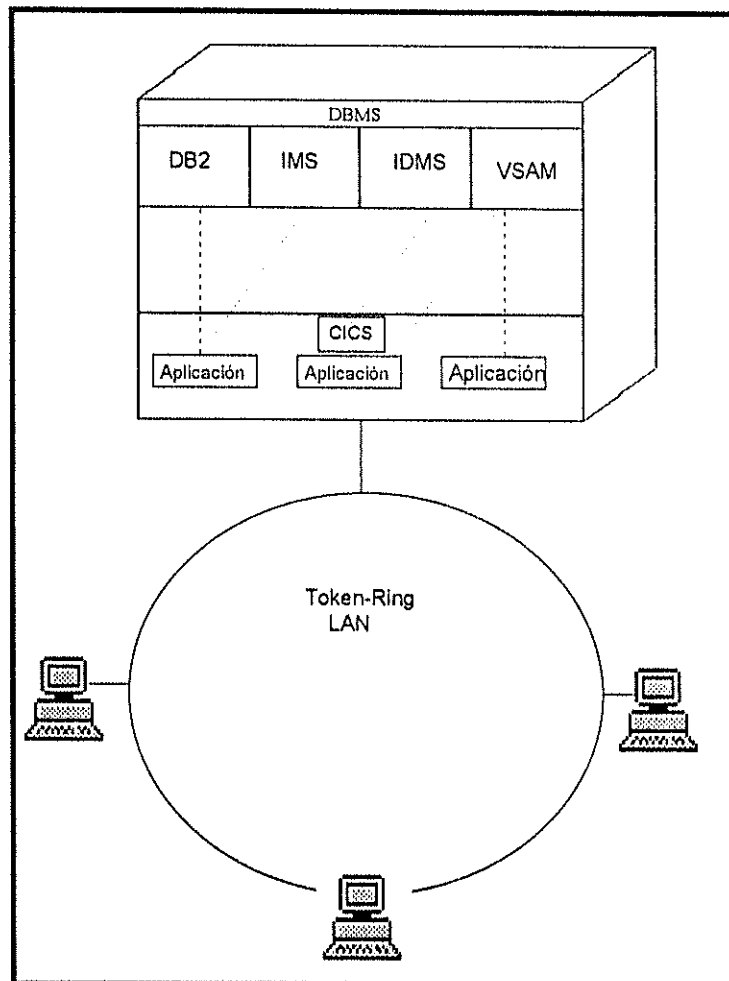 DBMS
DB2 IMS IDMS VSAM
CICS
Aplicación Aplicación Aplicación
Token-Ring
LAN